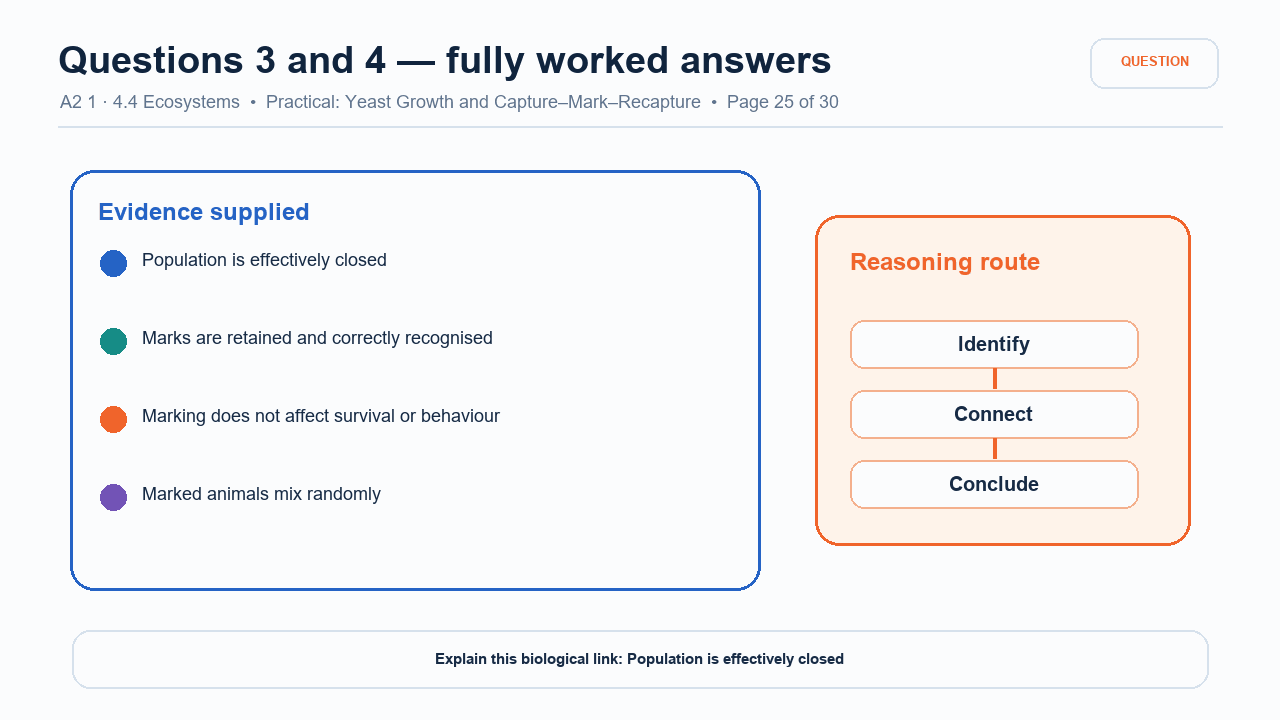 Questions 3 and 4 — fully worked answers
QUESTION
A2 1 · 4.4 Ecosystems • Practical: Yeast Growth and Capture–Mark–Recapture • Page 25 of 30
Evidence supplied
Population is effectively closed
Marks are retained and correctly recognised
Marking does not affect survival or behaviour
Marked animals mix randomly
Reasoning route
Identify
Connect
Conclude
Explain this biological link: Population is effectively closed